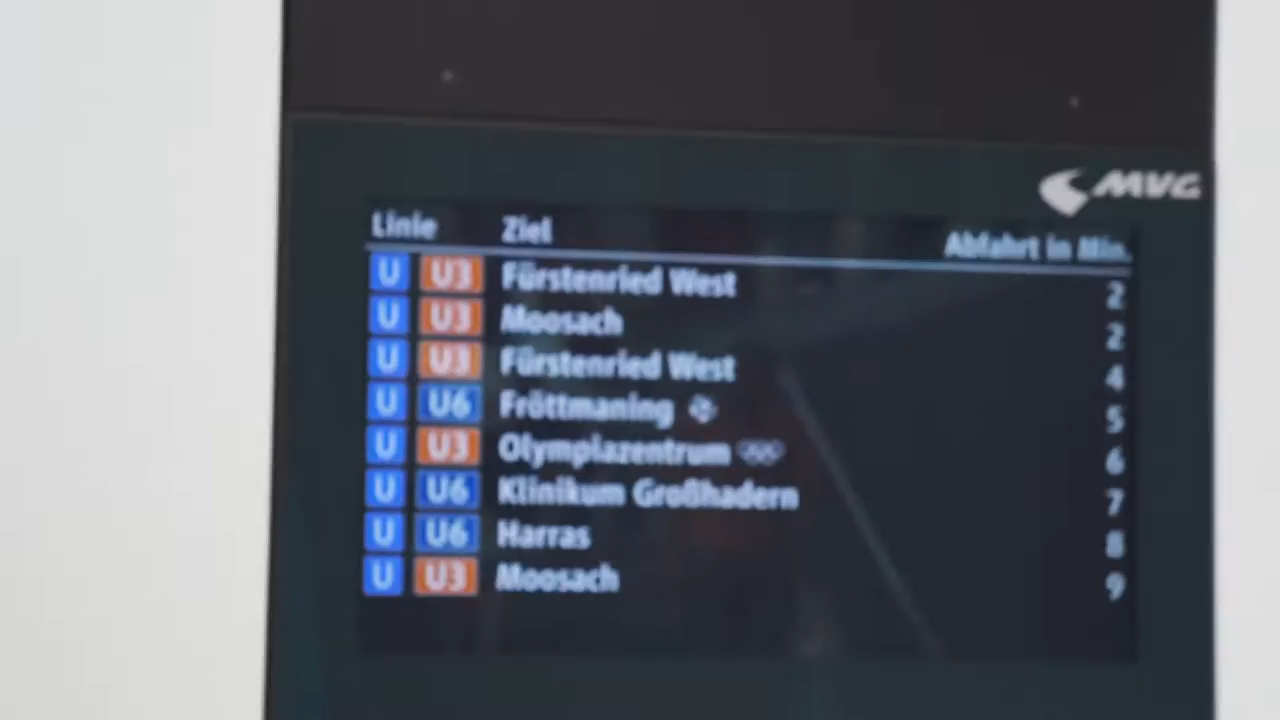 MVG
Linie Ziel Abfahrt in Min.
U U3 Fürstenried West 2
U U3 Moosach 2
U U3 Fürstenried West 4
U U6 Fröttmaning 5
U U3 Olympiazentrum 6
U U6 Klinikum Großhadern 7
U U6 Harras 8
U U3 Moosach 9